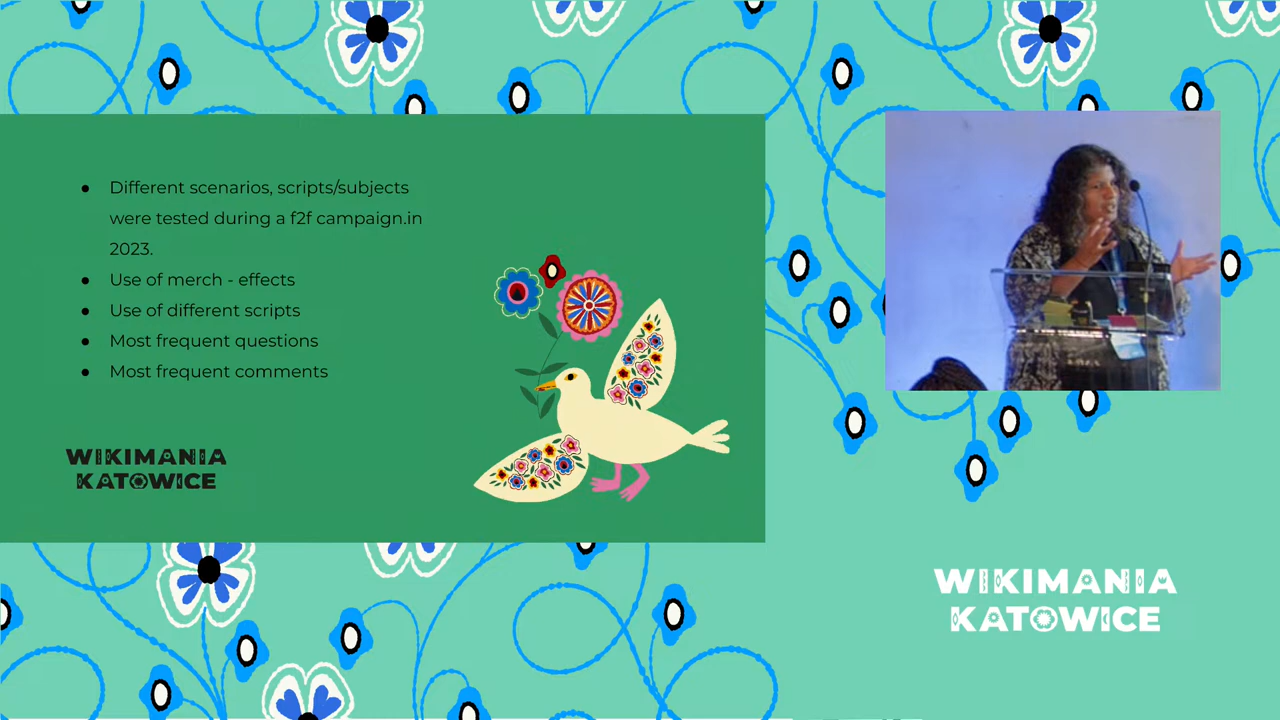 ● Different scenarios, scripts/subjects
were tested during a f2f campaign.in
2023.
● Use of merch - effects
● Use of different scripts
● Most frequent questions
● Most frequent comments
WIKIMANIA
KATOWICE
WIKIMANIA
KATOWICE